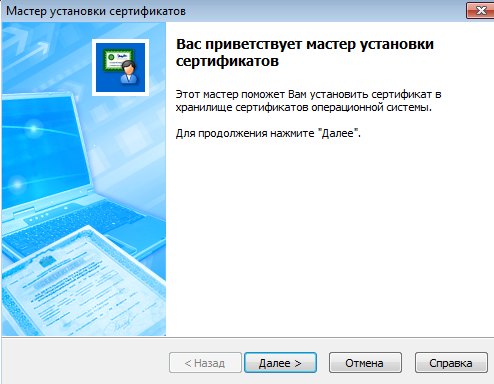 Мастер установки сертификатов
Вас приветствует мастер установки
сертификатов
Этот мастер поможет Вам установить сертификат в
хранилище сертификатов операционной системы.
Для продолжения нажмите "Далее".
< Назад
Далее >
Отмена
Справка